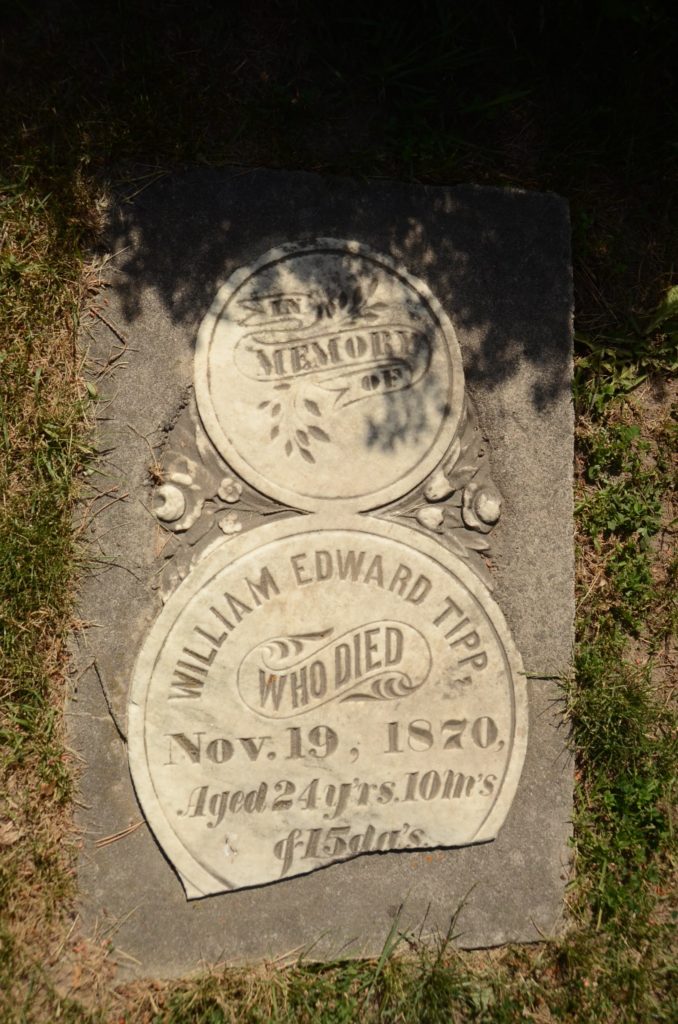 IN
MEMORY
OF
WILLIAM EDWARD TIPP,
WHO DIED
Nov. 19, 1870,
Aged 24 y'rs. 10 m's
& 15 da's.